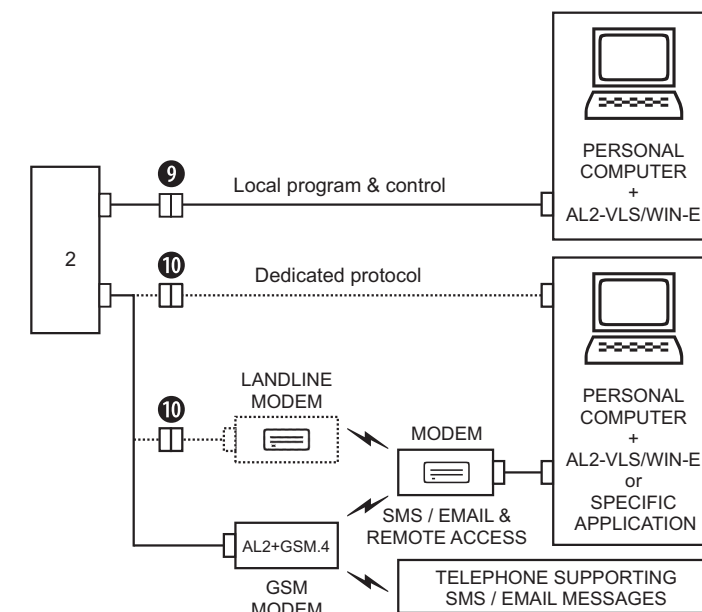 PERSONAL
COMPUTER
+
AL2-VLS/WIN-E
9
Local program & control
2
10
Dedicated protocol
PERSONAL
COMPUTER
+
AL2-VLS/WIN-E
or
SPECIFIC
APPLICATION
LANDLINE
MODEM
10
MODEM
SMS / EMAIL &
REMOTE ACCESS
AL2+GSM.4
GSM
MODEM
TELEPHONE SUPPORTING
SMS / EMAIL MESSAGES